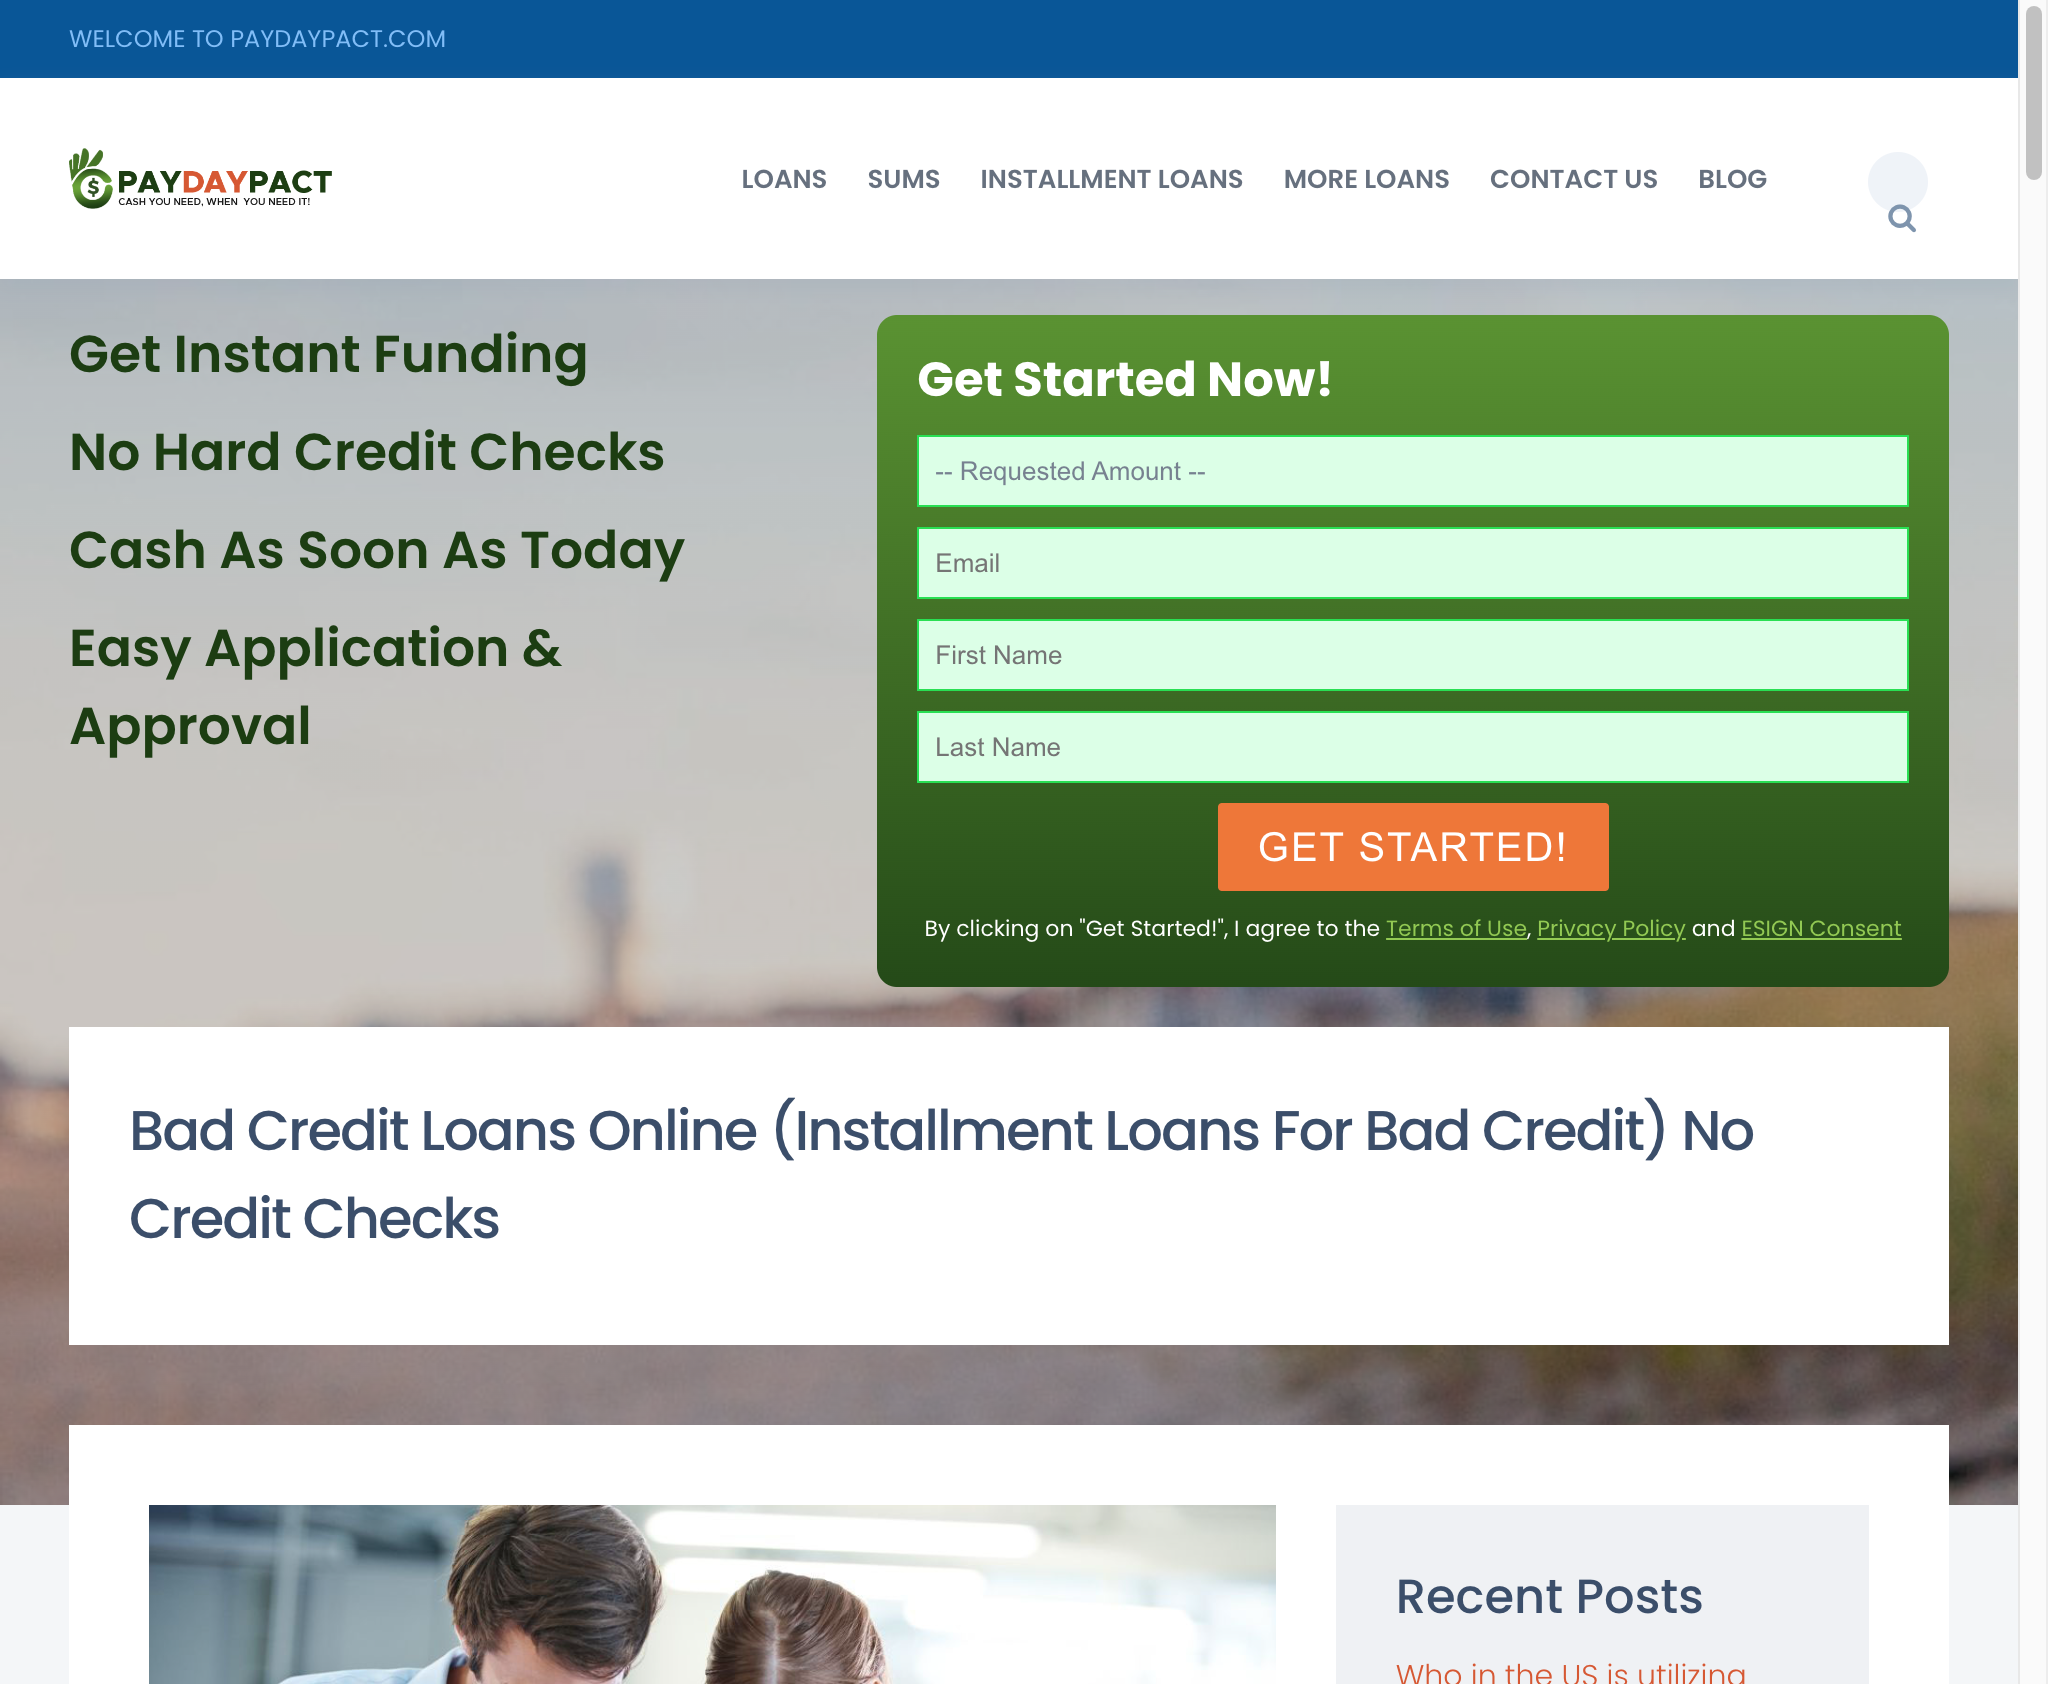 WELCOME TO PAYDAYPACT.COM
PAYDAYPACT
CASH YOU NEED, WHEN YOU NEED IT!
LOANS SUMS INSTALLMENT LOANS MORE LOANS CONTACT US BLOG
Get Instant Funding
No Hard Credit Checks
Cash As Soon As Today
Easy Application &
Approval
Get Started Now!
-- Requested Amount --
Email
First Name
Last Name
GET STARTED!
By clicking on "Get Started!", I agree to the Terms of Use, Privacy Policy and ESIGN Consent
Bad Credit Loans Online (Installment Loans For Bad Credit) No
Credit Checks
Recent Posts
Who in the US is utilizing